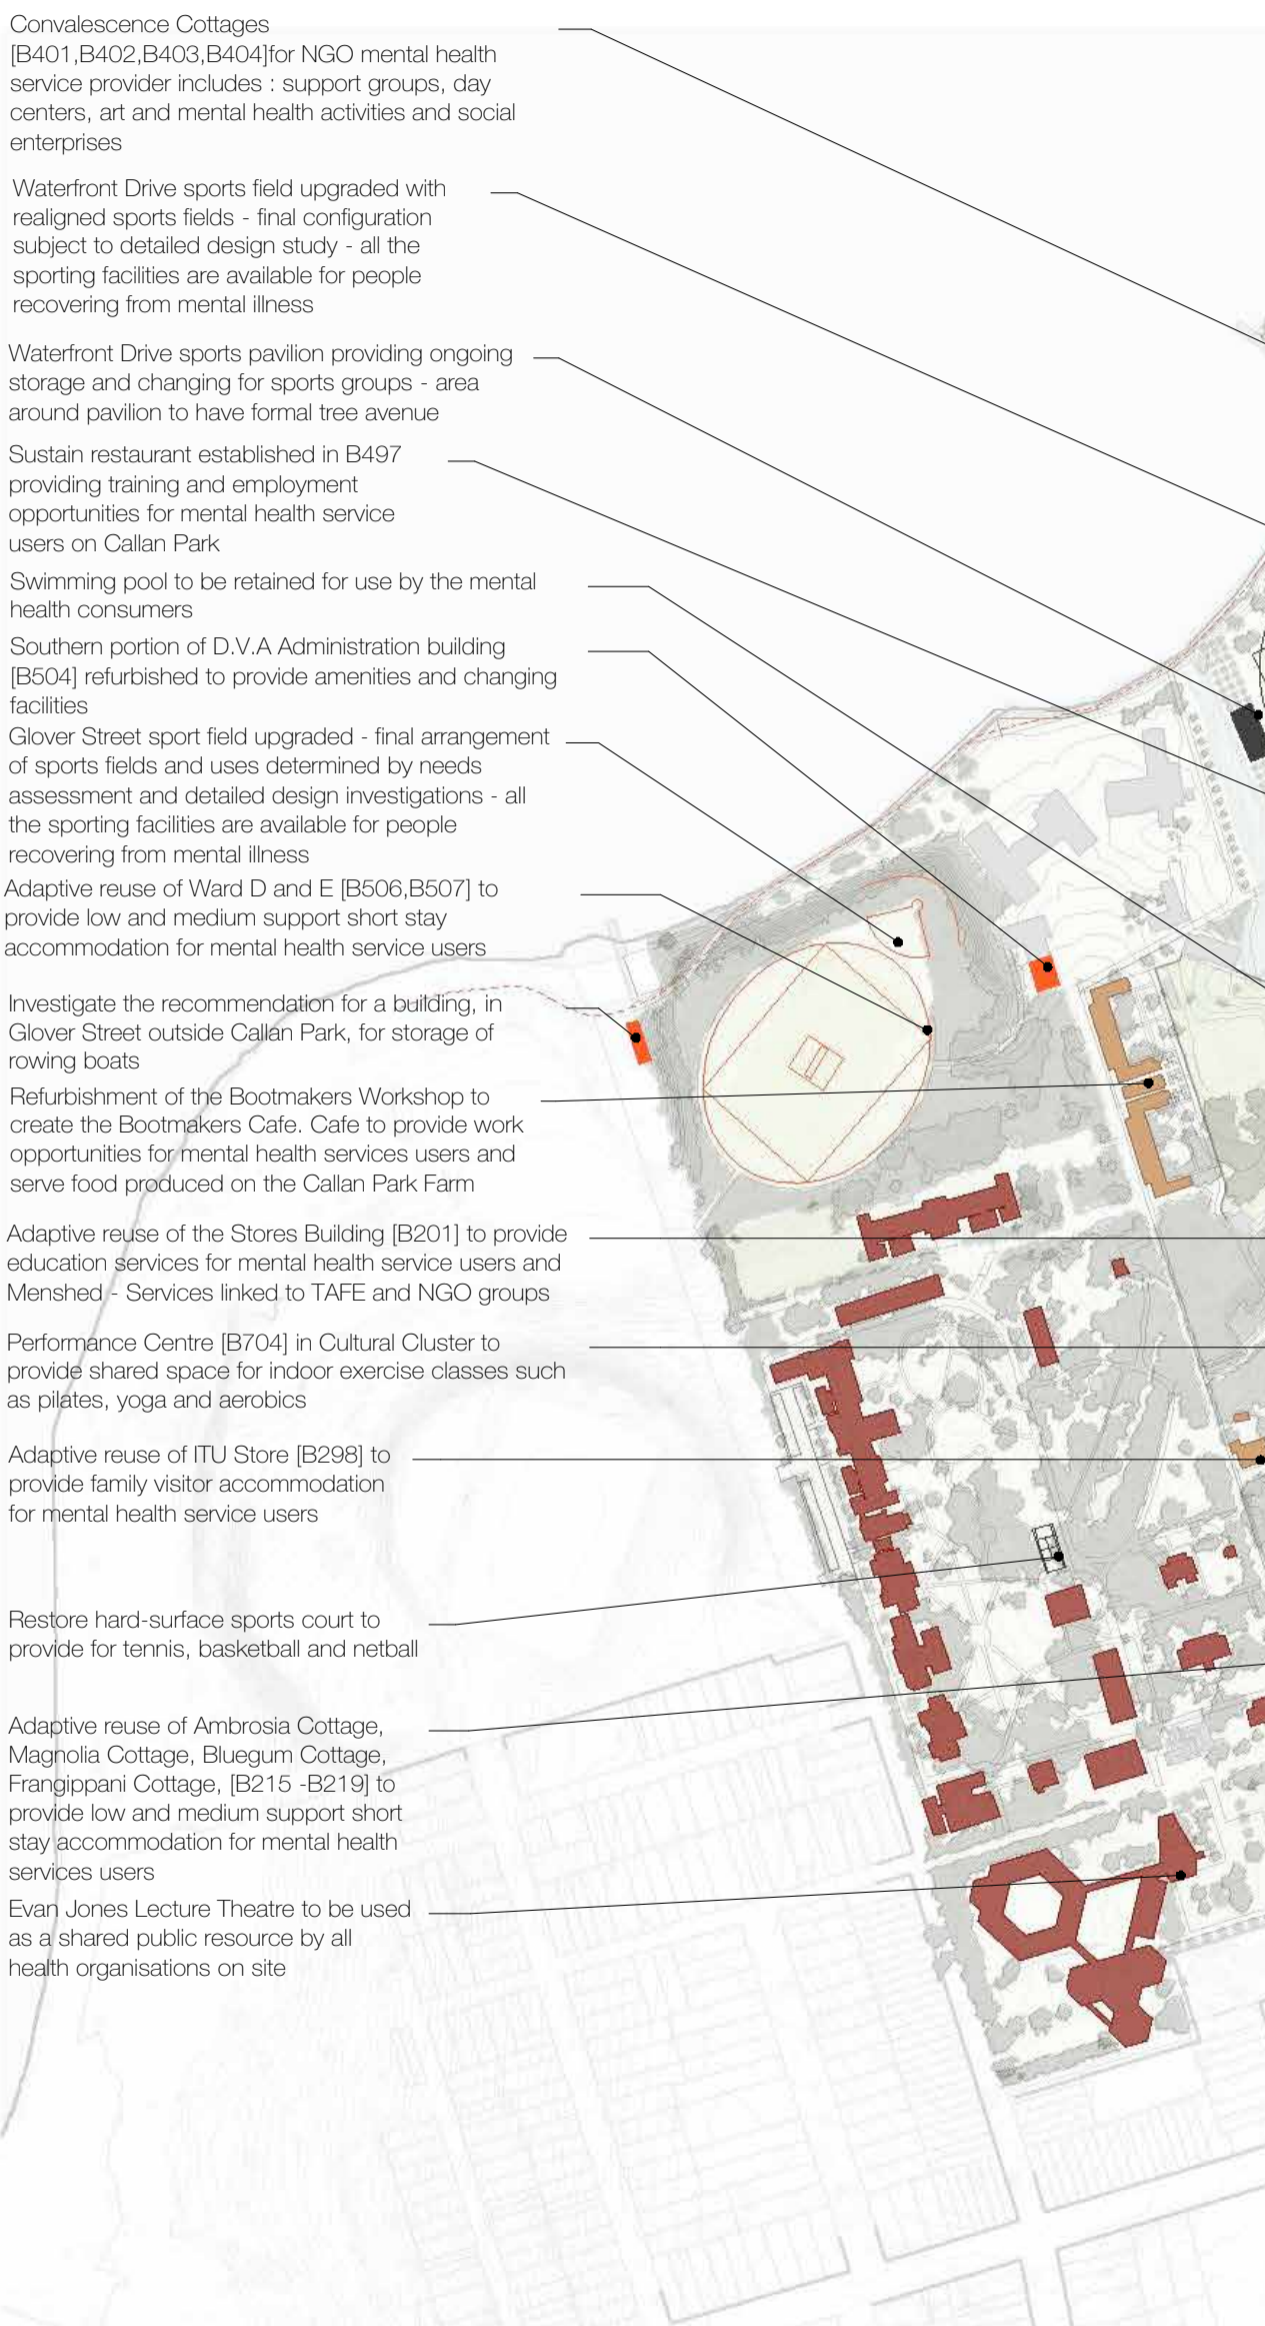 Convalescence Cottages
[B401,B402,B403,B404]for NGO mental health
service provider includes : support groups, day
centers, art and mental health activities and social
enterprises
Waterfront Drive sports field upgraded with
realigned sports fields - final configuration
subject to detailed design study - all the
sporting facilities are available for people
recovering from mental illness
Waterfront Drive sports pavilion providing ongoing
storage and changing for sports groups - area
around pavilion to have formal tree avenue
Sustain restaurant established in B497
providing training and employment
opportunities for mental health service
users on Callan Park
Swimming pool to be retained for use by the mental
health consumers
Southern portion of D.V.A Administration building
[B504] refurbished to provide amenities and changing
facilities
Glover Street sport field upgraded - final arrangement
of sports fields and uses determined by needs
assessment and detailed design investigations - all
the sporting facilities are available for people
recovering from mental illness
Adaptive reuse of Ward D and E [B506,B507] to
provide low and medium support short stay
accommodation for mental health service users
Investigate the recommendation for a building, in
Glover Street outside Callan Park, for storage of
rowing boats
Refurbishment of the Bootmakers Workshop to
create the Bootmakers Cafe. Cafe to provide work
opportunities for mental health services users and
serve food produced on the Callan Park Farm
Adaptive reuse of the Stores Building [B201] to provide
education services for mental health service users and
Menshed - Services linked to TAFE and NGO groups
Performance Centre [B704] in Cultural Cluster to
provide shared space for indoor exercise classes such
as pilates, yoga and aerobics
Adaptive reuse of ITU Store [B298] to
provide family visitor accommodation
for mental health service users
Restore hard-surface sports court to
provide for tennis, basketball and netball
Adaptive reuse of Ambrosia Cottage,
Magnolia Cottage, Bluegum Cottage,
Frangippani Cottage, [B215 -B219] to
provide low and medium support short
stay accommodation for mental health
services users
Evan Jones Lecture Theatre to be used
as a shared public resource by all
health organisations on site